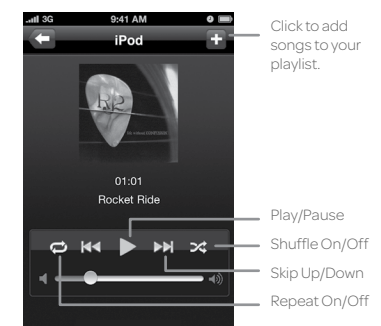 3G 9:41 AM
iPod
Click to add
songs to your
playlist.
RP
01:01
Rocket Ride
Play/Pause
Shuffle On/Off
Skip Up/Down
Repeat On/Off